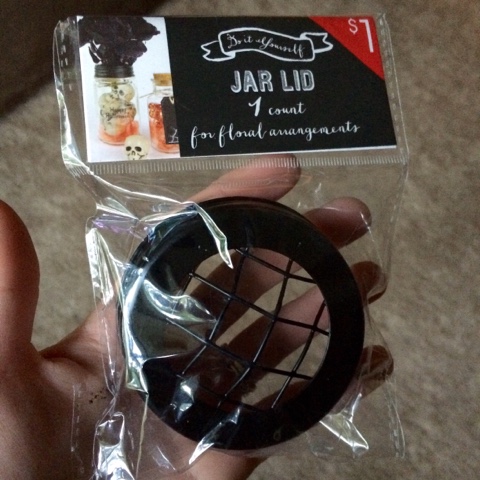 Do it Yourself
$1
JAR LID
1 count
for floral arrangements